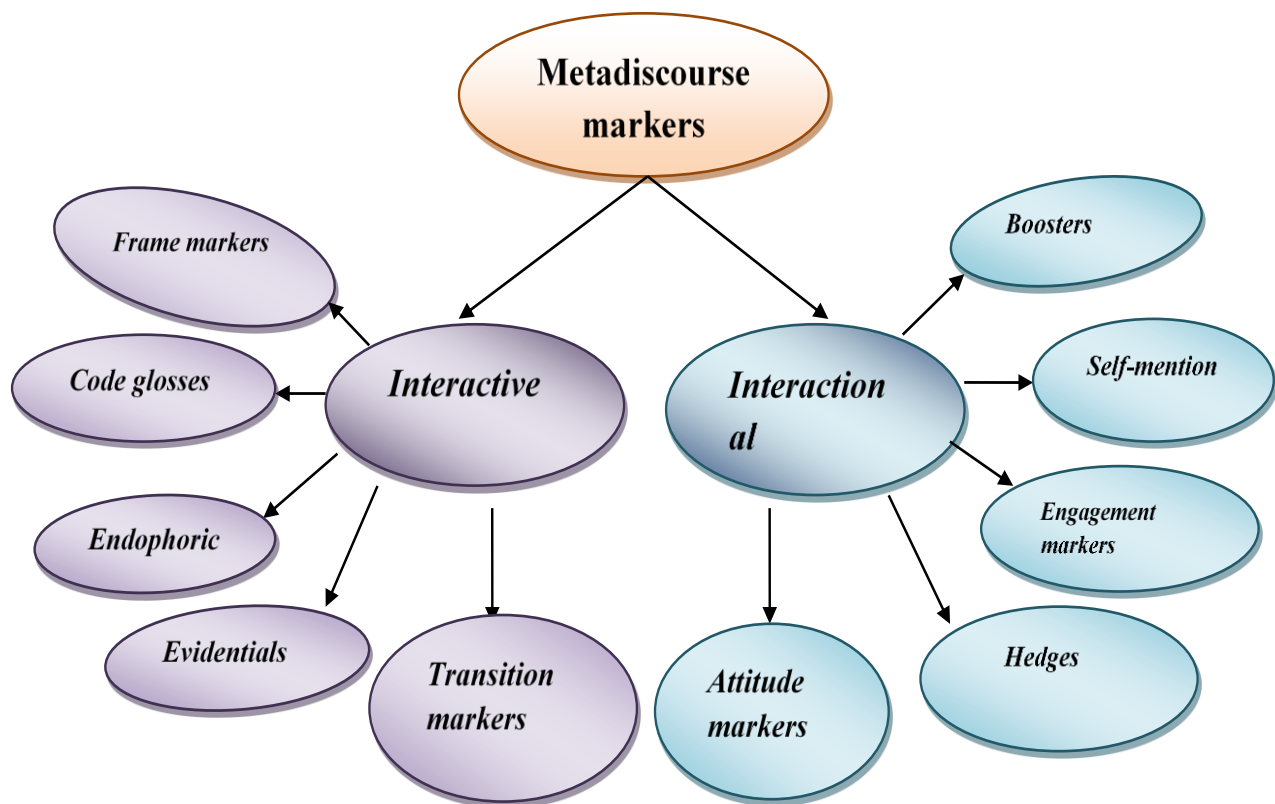 Metadiscourse
markers
Frame markers
Code glosses
Endophoric
Evidentials
Interactive
Transition
markers
Interaction
al
Attitude
markers
Boosters
Self-mention
Engagement
markers
Hedges